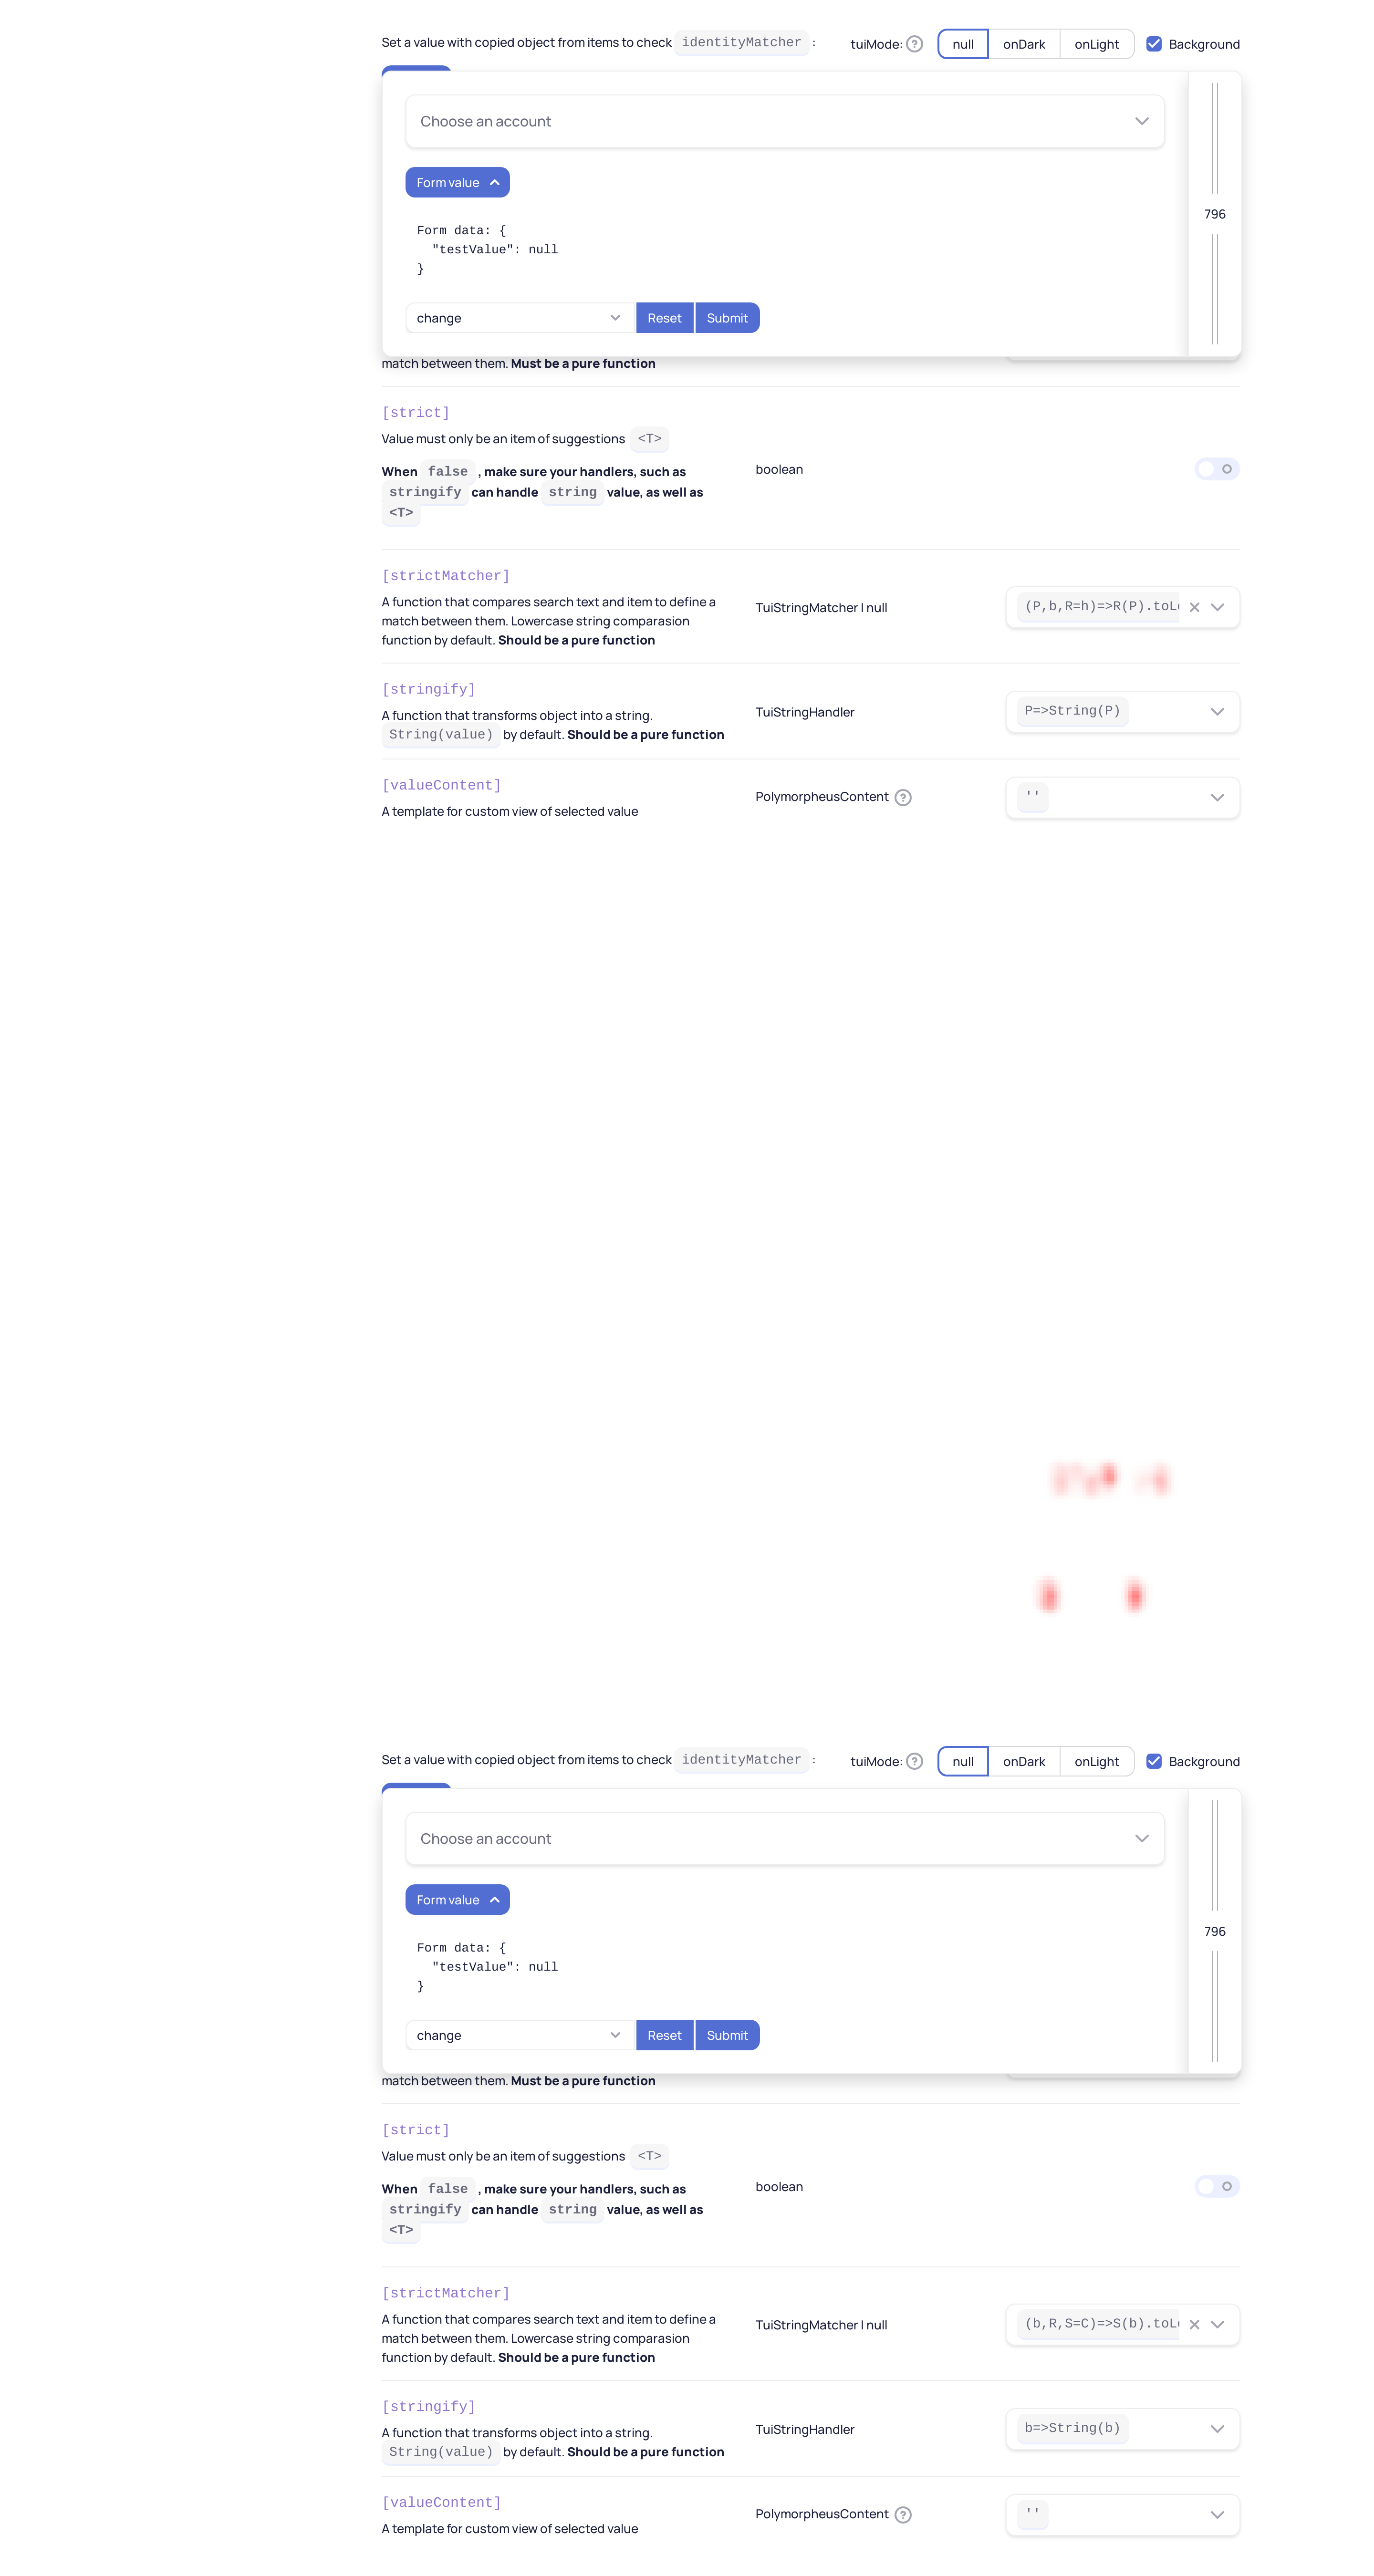 Set a value with copied object from items to check identityMatcher : tuiMode: ? null onDark onLight Background
Choose an account
Form value
796
Form data: {
"testValue": null
}
change Reset Submit
match between them. Must be a pure function
[strict]
Value must only be an item of suggestions <T>
When false , make sure your handlers, such as
stringify can handle string value, as well as
<T>
boolean
[strictMatcher]
A function that compares search text and item to define a
match between them. Lowercase string comparasion
function by default. Should be a pure function
TuiStringMatcher | null
(P,b,R=h)=>R(P).toLo
[stringify]
A function that transforms object into a string.
String(value) by default. Should be a pure function
TuiStringHandler
P=>String(P)
[valueContent]
A template for custom view of selected value
PolymorpheusContent ?
''
Set a value with copied object from items to check identityMatcher : tuiMode: ? null onDark onLight Background
Choose an account
Form value
796
Form data: {
"testValue": null
}
change Reset Submit
match between them. Must be a pure function
[strict]
Value must only be an item of suggestions <T>
When false , make sure your handlers, such as
stringify can handle string value, as well as
<T>
boolean
[strictMatcher]
A function that compares search text and item to define a
match between them. Lowercase string comparasion
function by default. Should be a pure function
TuiStringMatcher | null
(b,R,S=C)=>S(b).toLo
[stringify]
A function that transforms object into a string.
String(value) by default. Should be a pure function
TuiStringHandler
b=>String(b)
[valueContent]
A template for custom view of selected value
PolymorpheusContent ?
''